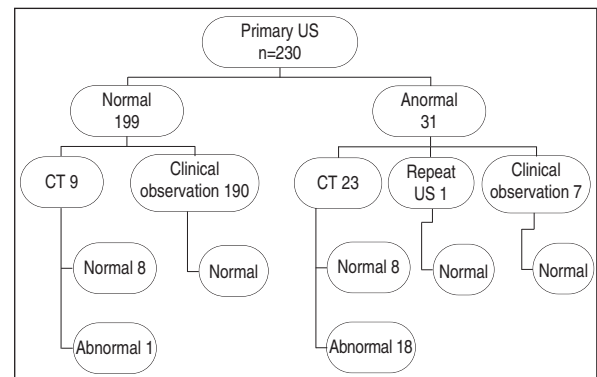 Primary US
n=230
Normal
199
Anormal
31
CT 9
Clinical
observation 190
CT 23
Repeat
US 1
Clinical
observation 7
Normal 8
Normal
Normal 8
Normal
Normal
Abnormal 1
Abnormal 18